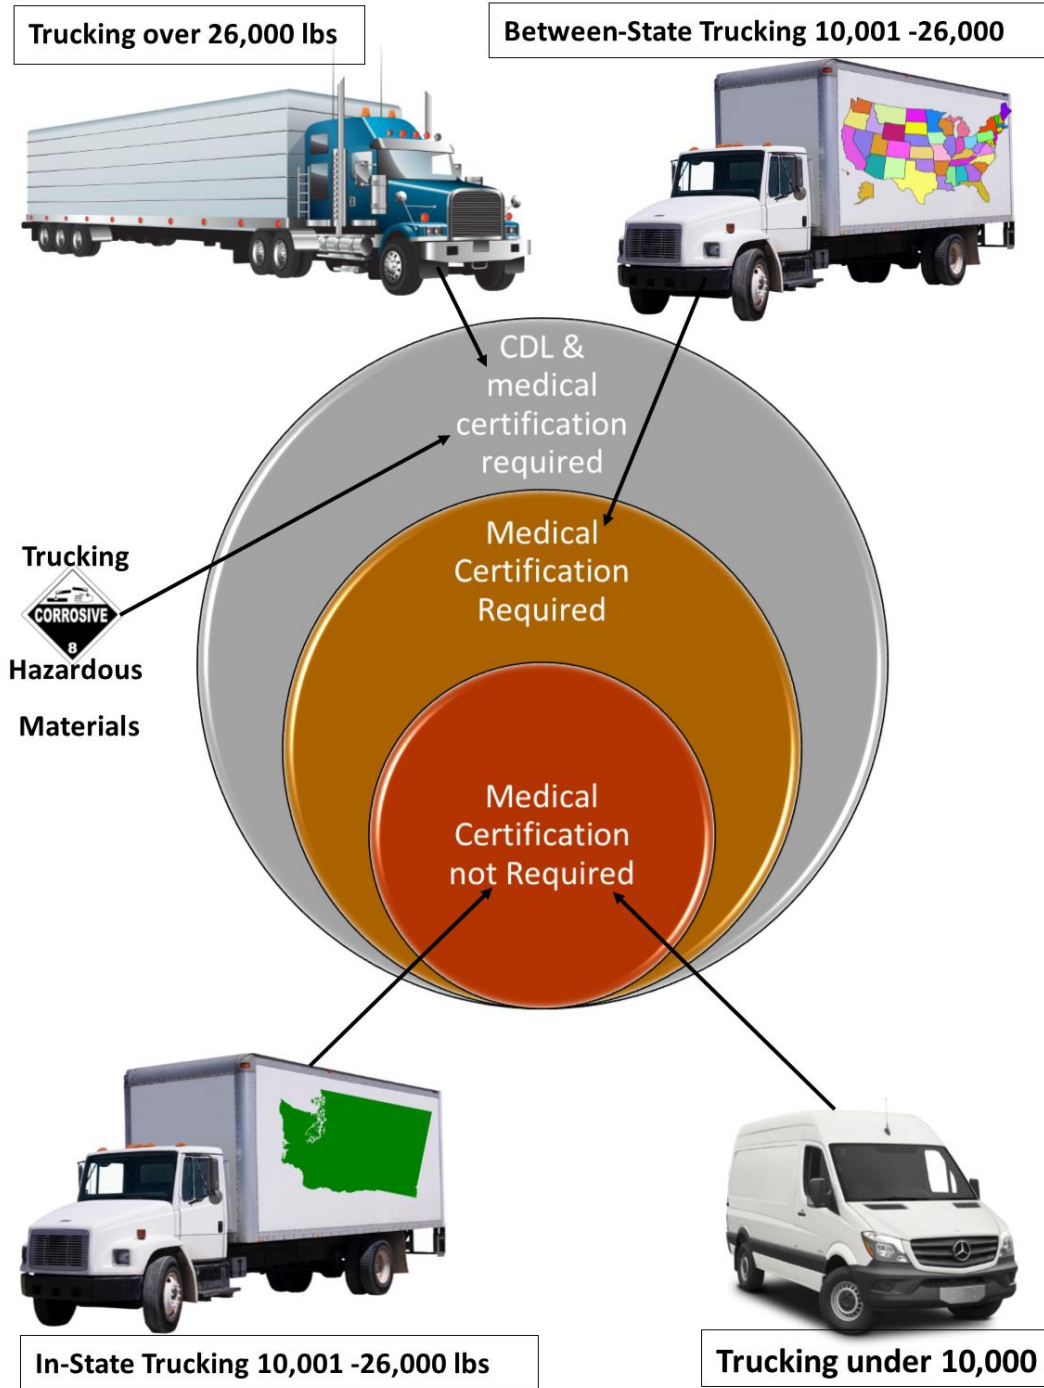 Trucking over 26,000 lbs
Between-State Trucking 10,001 -26,000
CDL &
medical
certification
required
Medical
Certification
Required
Trucking
CORROSIVE
8
Hazardous
Materials
Medical
Certification
not Required
In-State Trucking 10,001 -26,000 lbs
Trucking under 10,000